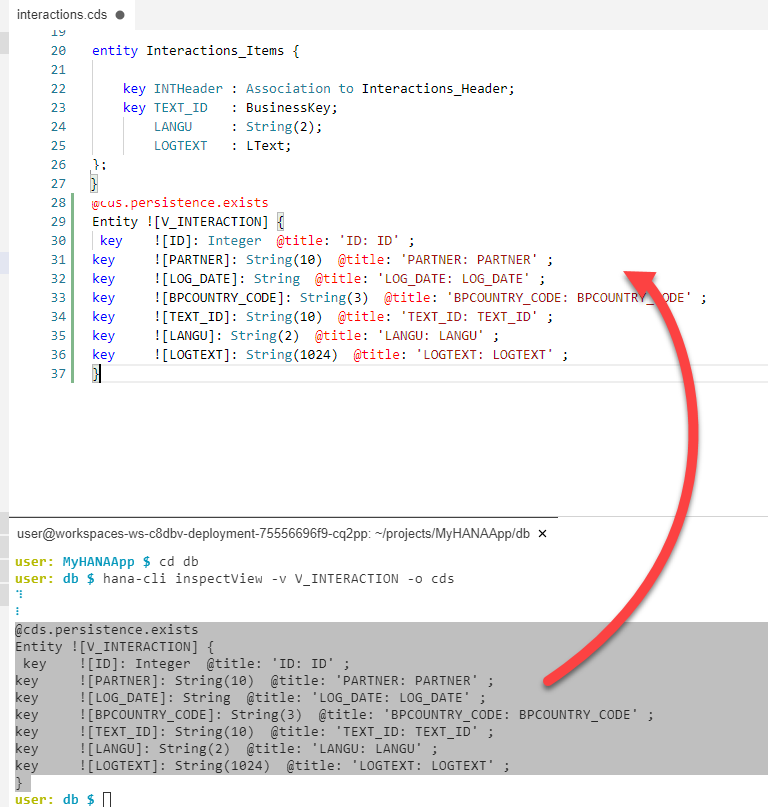 interactions.cds ●
19
20 entity Interactions_Items {
21
22 key INTHeader : Association to Interactions_Header;
23 key TEXT_ID : BusinessKey;
24 LANGU : String(2);
25 LOGTEXT : LText;
26 };
27 }
28 @cds.persistence.exists
29 Entity ![V_INTERACTION] {
30 key ![ID]: Integer @title: 'ID: ID' ;
31 key ![PARTNER]: String(10) @title: 'PARTNER: PARTNER' ;
32 key ![LOG_DATE]: String @title: 'LOG_DATE: LOG_DATE' ;
33 key ![BPCOUNTRY_CODE]: String(3) @title: 'BPCOUNTRY_CODE: BPCOUNTRY_CODE' ;
34 key ![TEXT_ID]: String(10) @title: 'TEXT_ID: TEXT_ID' ;
35 key ![LANGU]: String(2) @title: 'LANGU: LANGU' ;
36 key ![LOGTEXT]: String(1024) @title: 'LOGTEXT: LOGTEXT' ;
37 }
user@workspaces-ws-c8dbv-deployment-75556696f9-cq2pp: ~/projects/MyHANAApp/db ×
user: MyHANAApp $ cd db
user: db $ hana-cli inspectView -v V_INTERACTION -o cds
@cds.persistence.exists
Entity ![V_INTERACTION] {
key ![ID]: Integer @title: 'ID: ID' ;
key ![PARTNER]: String(10) @title: 'PARTNER: PARTNER' ;
key ![LOG_DATE]: String @title: 'LOG_DATE: LOG_DATE' ;
key ![BPCOUNTRY_CODE]: String(3) @title: 'BPCOUNTRY_CODE: BPCOUNTRY_CODE' ;
key ![TEXT_ID]: String(10) @title: 'TEXT_ID: TEXT_ID' ;
key ![LANGU]: String(2) @title: 'LANGU: LANGU' ;
key ![LOGTEXT]: String(1024) @title: 'LOGTEXT: LOGTEXT' ;
}
user: db $